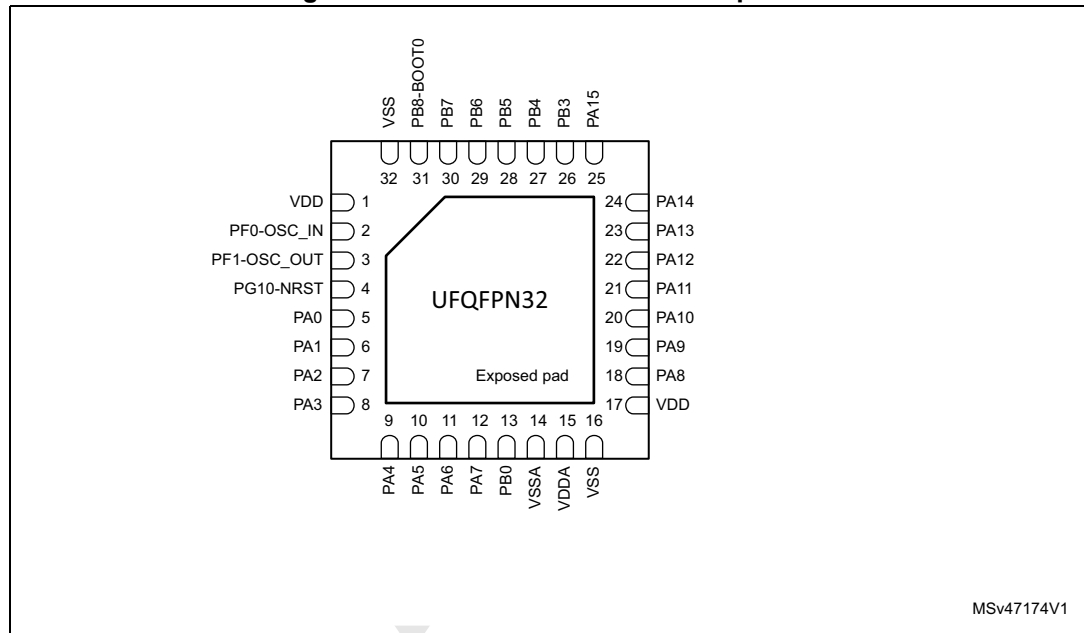 VSS
PB8-BOOT0
PB7
PB6
PB5
PB4
PB3
PA15
32 31 30 29 28 27 26 25
VDD 1
PF0-OSC_IN 2
PF1-OSC_OUT 3
PG10-NRST 4
PA0 5
PA1 6
PA2 7
PA3 8
24 PA14
23 PA13
22 PA12
21 PA11
20 PA10
19 PA9
18 PA8
17 VDD
UFQFPN32
Exposed pad
9 10 11 12 13 14 15 16
PA4
PA5
PA6
PA7
PB0
VSSA
VDDA
VSS
MSv47174V1